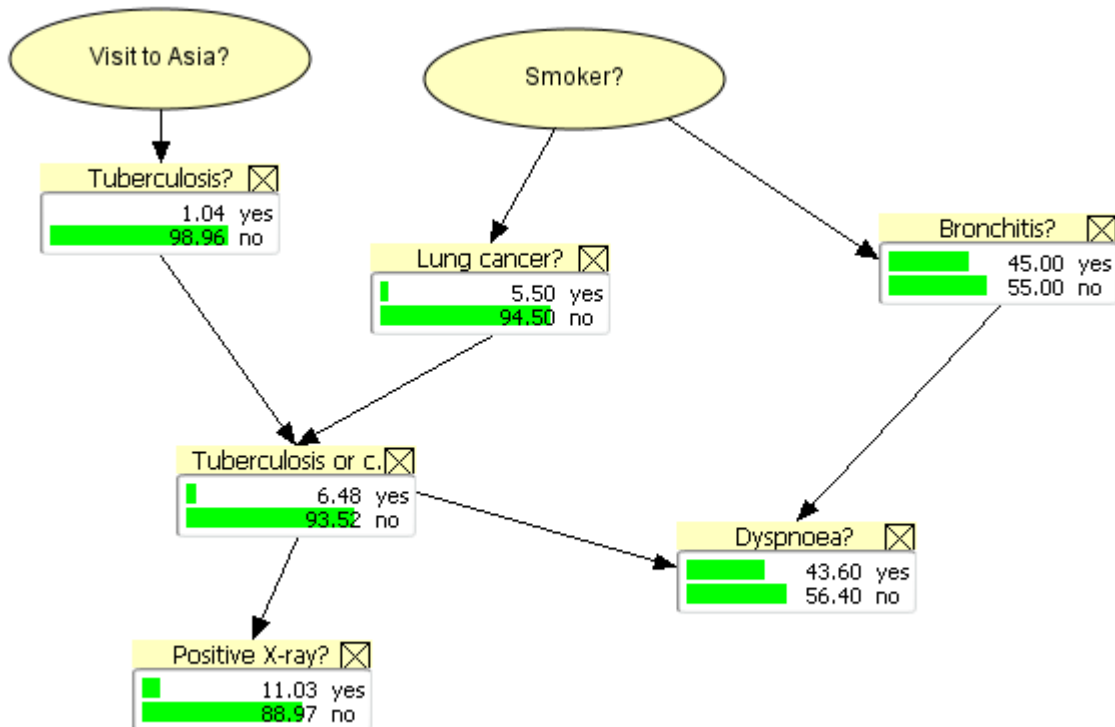 Visit to Asia?
Smoker?
Tuberculosis?
1.04 yes
98.96 no
Lung cancer?
5.50 yes
94.50 no
Bronchitis?
45.00 yes
55.00 no
Tuberculosis or c.
6.48 yes
93.52 no
Dyspnoea?
43.60 yes
56.40 no
Positive X-ray?
11.03 yes
88.97 no